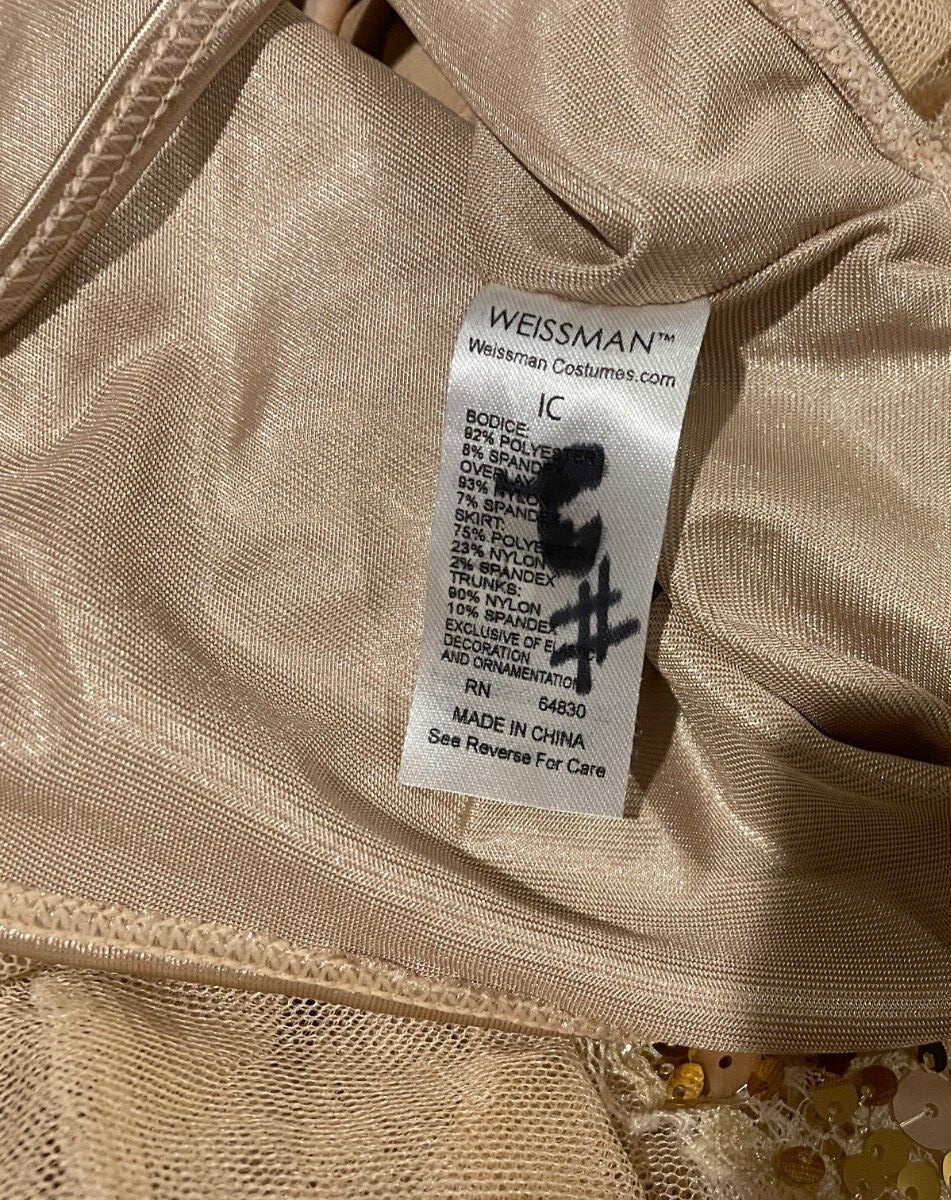 WEISSMAN™
Weissman Costumes.com
IC
BODICE:
92% POLYESTER
8% SPANDEX
OVERLAY:
93% NYLON
7% SPANDEX
SKIRT:
75% POLYESTER
23% NYLON
2% SPANDEX
TRUNKS:
90% NYLON
10% SPANDEX
EXCLUSIVE OF ELASTIC
DECORATION
AND ORNAMENTATION
RN 64830
MADE IN CHINA
See Reverse For Care
#